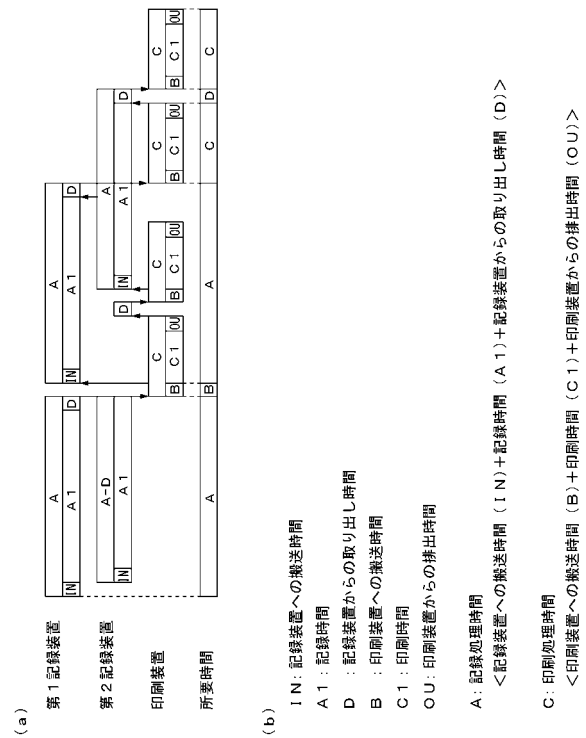 (a)
第1記録装置
A
A
IN
A1
D
IN
A1
D
第2記録装置
A-D
A
IN
A1
D
IN
A1
D
印刷装置
C
C
C
C
B
C1
OU
B
C1
OU
B
C1
OU
B
C1
OU
所要時間
A
B
A
C
D
C
(b)
IN:記録装置への搬送時間
A1:記録時間
D:記録装置からの取り出し時間
B:印刷装置への搬送時間
C1:印刷時間
OU:印刷装置からの排出時間
A:記録処理時間
<記録装置への搬送時間(IN)+記録時間(A1)+記録装置からの取り出し時間(D)>
C:印刷処理時間
<印刷装置への搬送時間(B)+印刷時間(C1)+印刷装置からの排出時間(OU)>